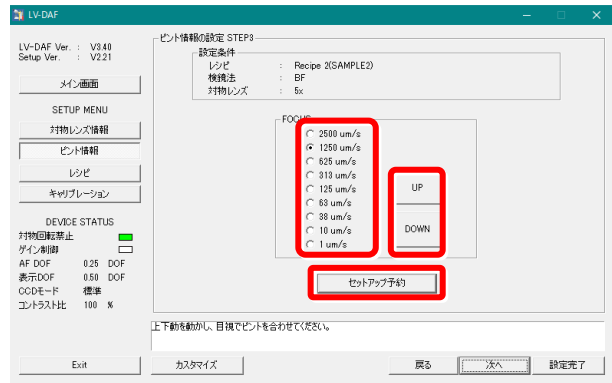 LV-DAF
LV-DAF Ver. : V3.40
Setup Ver. : V2.21
メイン画面
SETUP MENU
対物レンズ情報
ピント情報
レシピ
キャリブレーション
DEVICE STATUS
対物回転禁止
ゲイン制御
AF DOF 0.25 DOF
表示DOF 0.50 DOF
CCDモード 標準
コントラスト比 100 %
Exit
ピント情報の設定 STEP3
設定条件
レシピ : Recipe 2(SAMPLE2)
検鏡法 : BF
対物レンズ : 5x
FOCUS
2500 um/s
1250 um/s
625 um/s
313 um/s
125 um/s
63 um/s
38 um/s
10 um/s
1 um/s
UP
DOWN
セットアップ予約
上下動を動かし、目視でピントを合わせてください。
カスタマイズ
戻る
次へ
設定完了